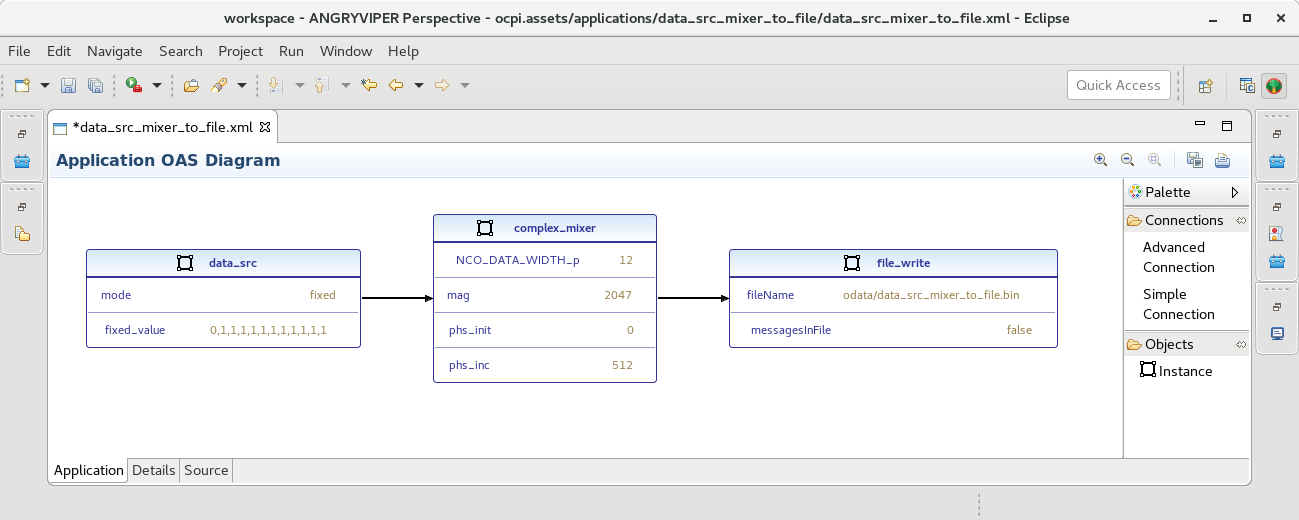 workspace - ANGRYVIPER Perspective - ocpi.assets/applications/data_src_mixer_to_file/data_src_mixer_to_file.xml - Eclipse
File Edit Navigate Search Project Run Window Help
Quick Access
*data_src_mixer_to_file.xml
Application OAS Diagram
data_src
mode fixed
fixed_value 0,1,1,1,1,1,1,1,1,1,1,1
complex_mixer
NCO_DATA_WIDTH_p 12
mag 2047
phs_init 0
phs_inc 512
file_write
fileName odata/data_src_mixer_to_file.bin
messagesInFile false
Palette
Connections
Advanced
Connection
Simple
Connection
Objects
Instance
Application Details Source